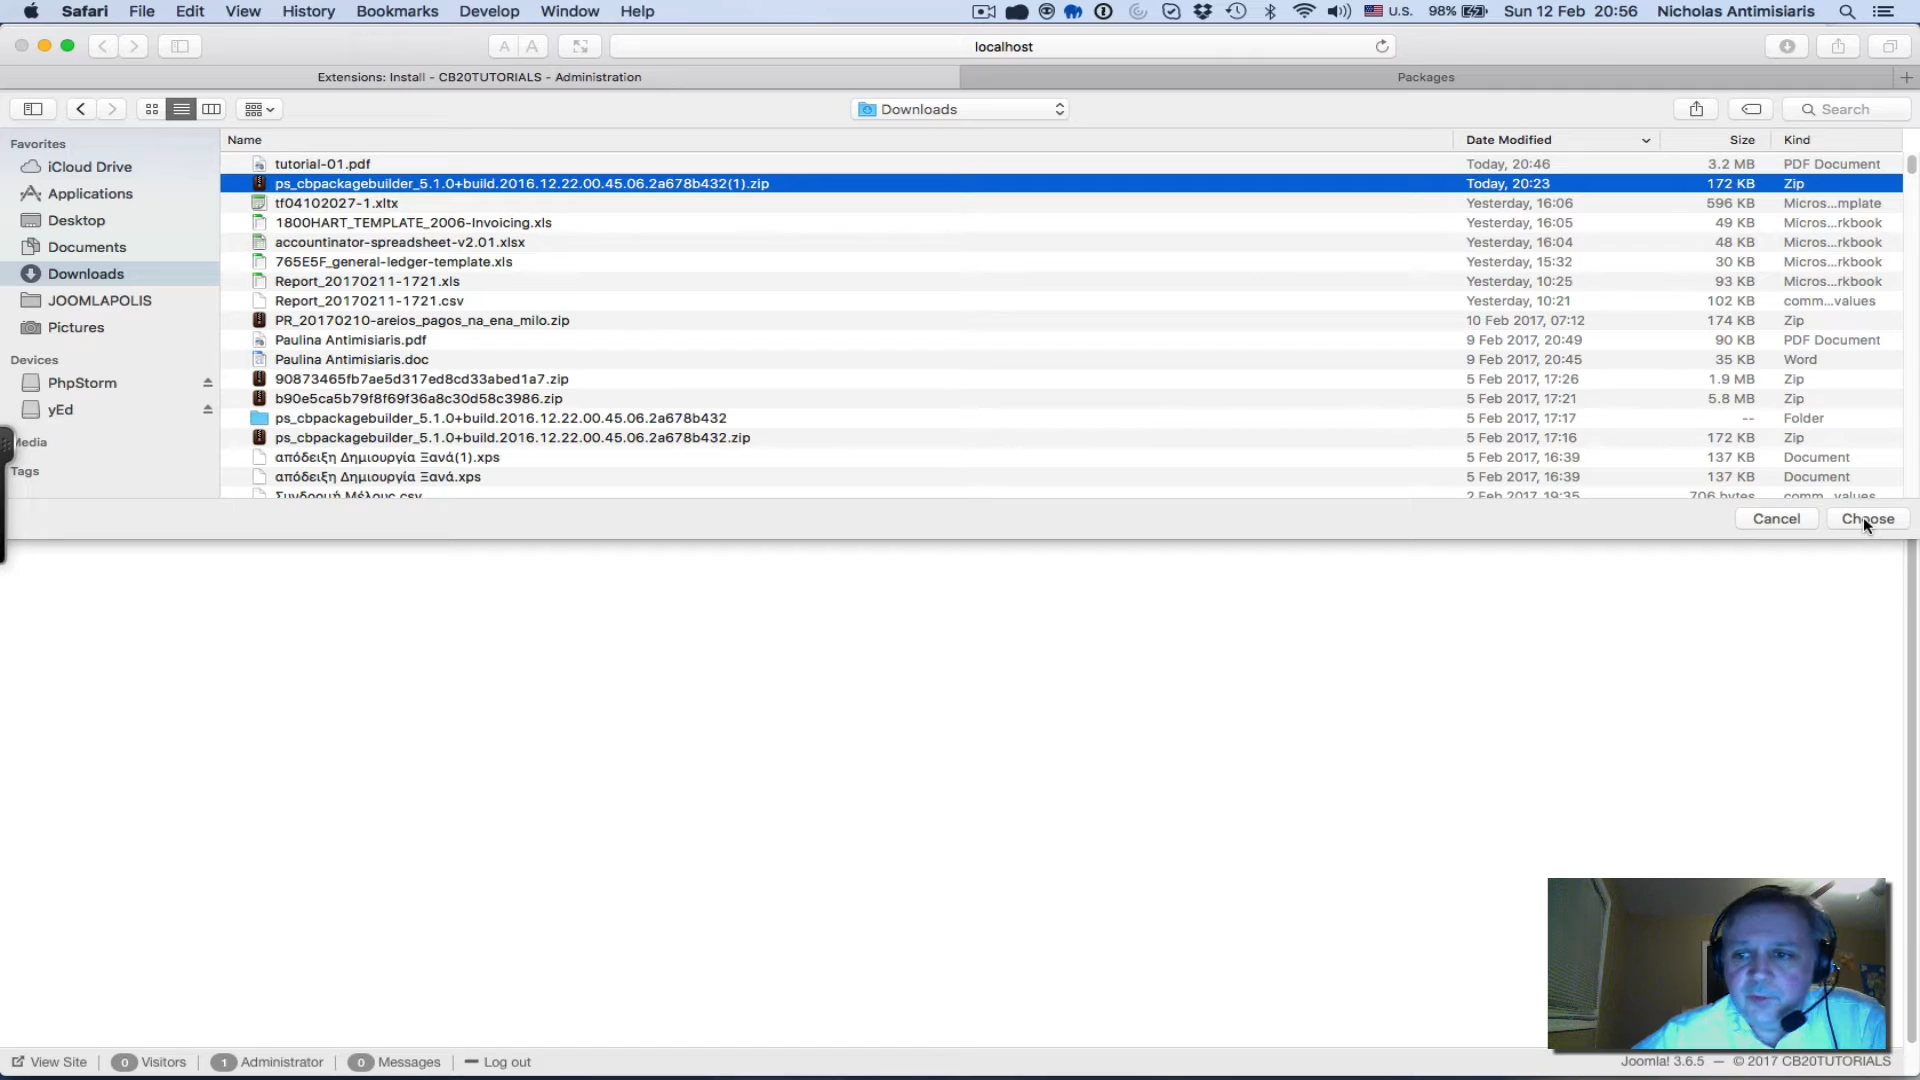 Safari File Edit View History Bookmarks Develop Window Help U.S. 98% Sun 12 Feb 20:56 Nicholas Antimisiaris
A A localhost
Extensions: Install - CB20TUTORIALS - Administration Packages +
Downloads Search
Favorites
iCloud Drive
Applications
Desktop
Documents
Downloads
JOOMLAPOLIS
Pictures
Devices
PhpStorm
yEd
Media
Tags
Name Date Modified Size Kind
tutorial-01.pdf Today, 20:46 3.2 MB PDF Document
ps_cbpackagebuilder_5.1.0+build.2016.12.22.00.45.06.2a678b432(1).zip Today, 20:23 172 KB Zip
tf04102027-1.xltx Yesterday, 16:06 596 KB Micros...mplate
1800HART_TEMPLATE_2006-Invoicing.xls Yesterday, 16:05 49 KB Micros...rkbook
accountinator-spreadsheet-v2.01.xlsx Yesterday, 16:04 48 KB Micros...rkbook
765E5F_general-ledger-template.xls Yesterday, 15:32 30 KB Micros...rkbook
Report_20170211-1721.xls Yesterday, 10:25 93 KB Micros...rkbook
Report_20170211-1721.csv Yesterday, 10:21 102 KB comm...values
PR_20170210-areios_pagos_na_ena_milo.zip 10 Feb 2017, 07:12 174 KB Zip
Paulina Antimisiaris.pdf 9 Feb 2017, 20:49 90 KB PDF Document
Paulina Antimisiaris.doc 9 Feb 2017, 20:45 35 KB Word
90873465fb7ae5d317ed8cd33abed1a7.zip 5 Feb 2017, 17:26 1.9 MB Zip
b90e5ca5b79f8f69f36a8c30d58c3986.zip 5 Feb 2017, 17:21 5.8 MB Zip
ps_cbpackagebuilder_5.1.0+build.2016.12.22.00.45.06.2a678b432 5 Feb 2017, 17:17 -- Folder
ps_cbpackagebuilder_5.1.0+build.2016.12.22.00.45.06.2a678b432.zip 5 Feb 2017, 17:16 172 KB Zip
απόδειξη Δημιουργία Ξανά(1).xps 5 Feb 2017, 16:39 137 KB Document
απόδειξη Δημιουργία Ξανά.xps 5 Feb 2017, 16:39 137 KB Document
Συνδρομή Μέλους.csv 2 Feb 2017, 19:35 706 bytes comm...values
Cancel Choose
View Site 0 Visitors 1 Administrator 0 Messages Log out Joomla! 3.6.5 — © 2017 CB20TUTORIALS